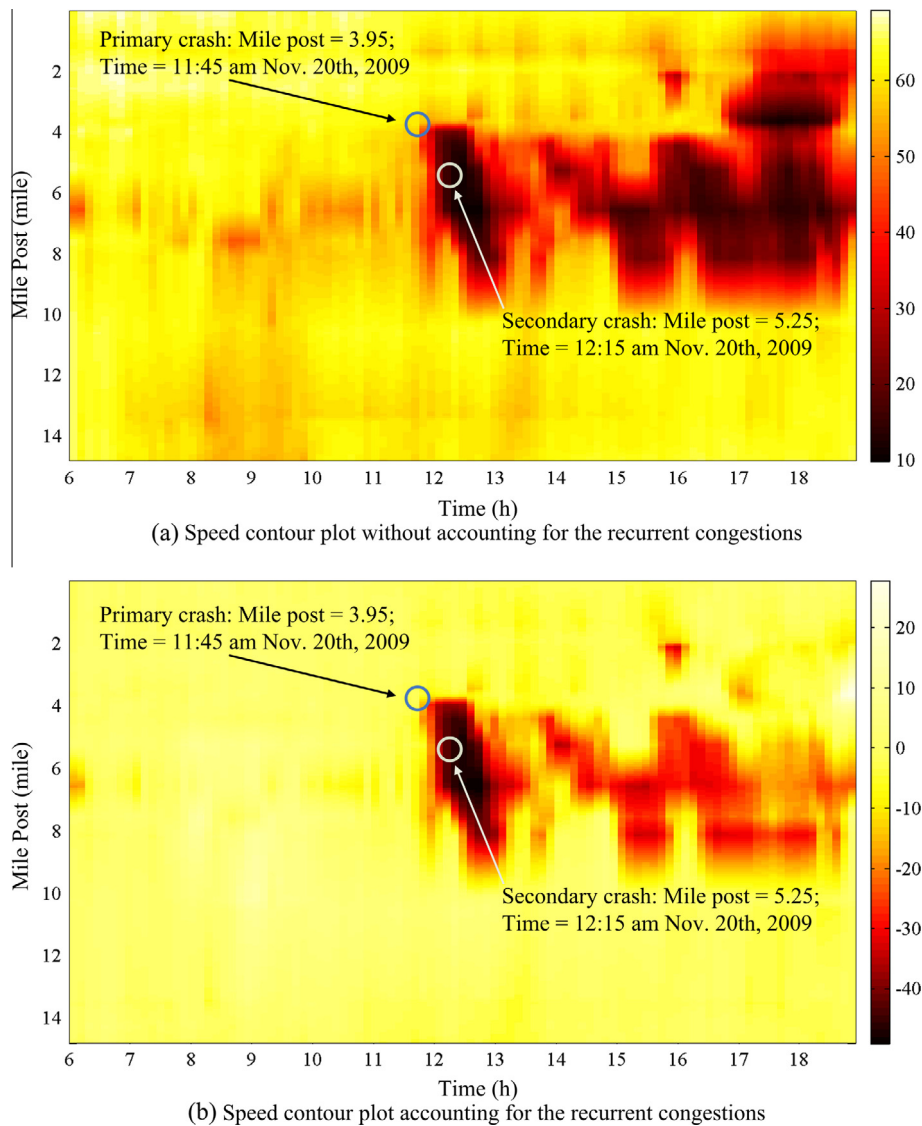 Primary crash: Mile post = 3.95;
Time = 11:45 am Nov. 20th, 2009
Secondary crash: Mile post = 5.25;
Time = 12:15 am Nov. 20th, 2009
Mile Post (mile)
2
4
6
8
10
12
14
6 7 8 9 10 11 12 13 14 15 16 17 18
Time (h)
60
50
40
30
20
10
(a) Speed contour plot without accounting for the recurrent congestions
Primary crash: Mile post = 3.95;
Time = 11:45 am Nov. 20th, 2009
Secondary crash: Mile post = 5.25;
Time = 12:15 am Nov. 20th, 2009
Mile Post (mile)
2
4
6
8
10
12
14
6 7 8 9 10 11 12 13 14 15 16 17 18
Time (h)
20
10
0
-10
-20
-30
-40
(b) Speed contour plot accounting for the recurrent congestions